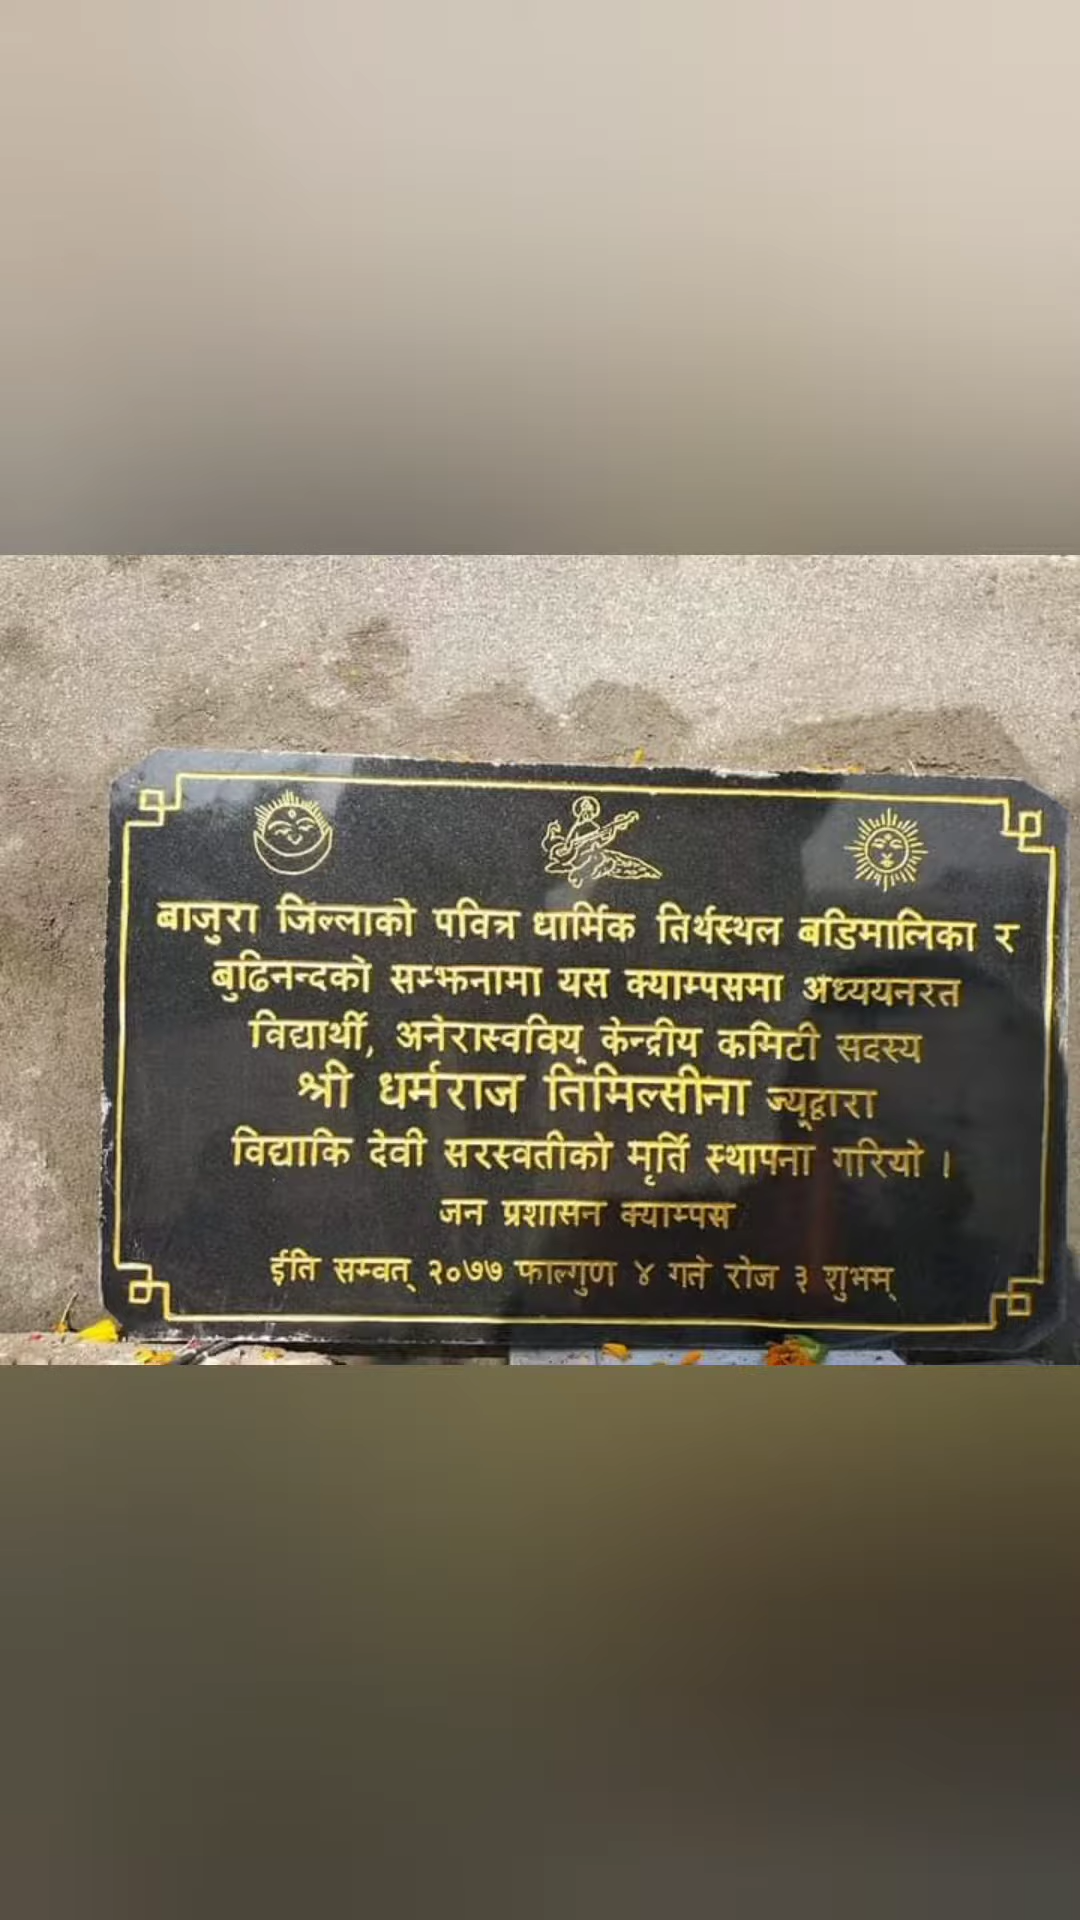 बाजुरा जिल्लाको पवित्र धार्मिक तिर्थस्थल बडिमालिका र
बुढिनन्दको सम्झनामा यस क्याम्पसमा अध्ययनरत
विद्यार्थी, अनेरास्ववियू केन्द्रीय कमिटी सदस्य
श्री धर्मराज तिमिल्सीना ज्यूद्वारा
विद्याकि देवी सरस्वतीको मृर्ति स्थापना गरियो ।
जन प्रशासन क्याम्पस
ईति सम्वत् २०७७ फाल्गुण ४ गते रोज ३ शुभम्